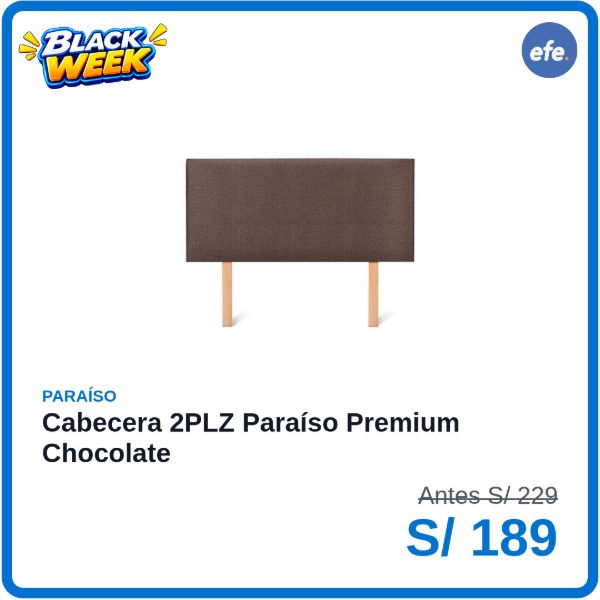 BLACK
WEEK
efe.
PARAÍSO
Cabecera 2PLZ Paraíso Premium
Chocolate
Antes S/ 229
S/ 189